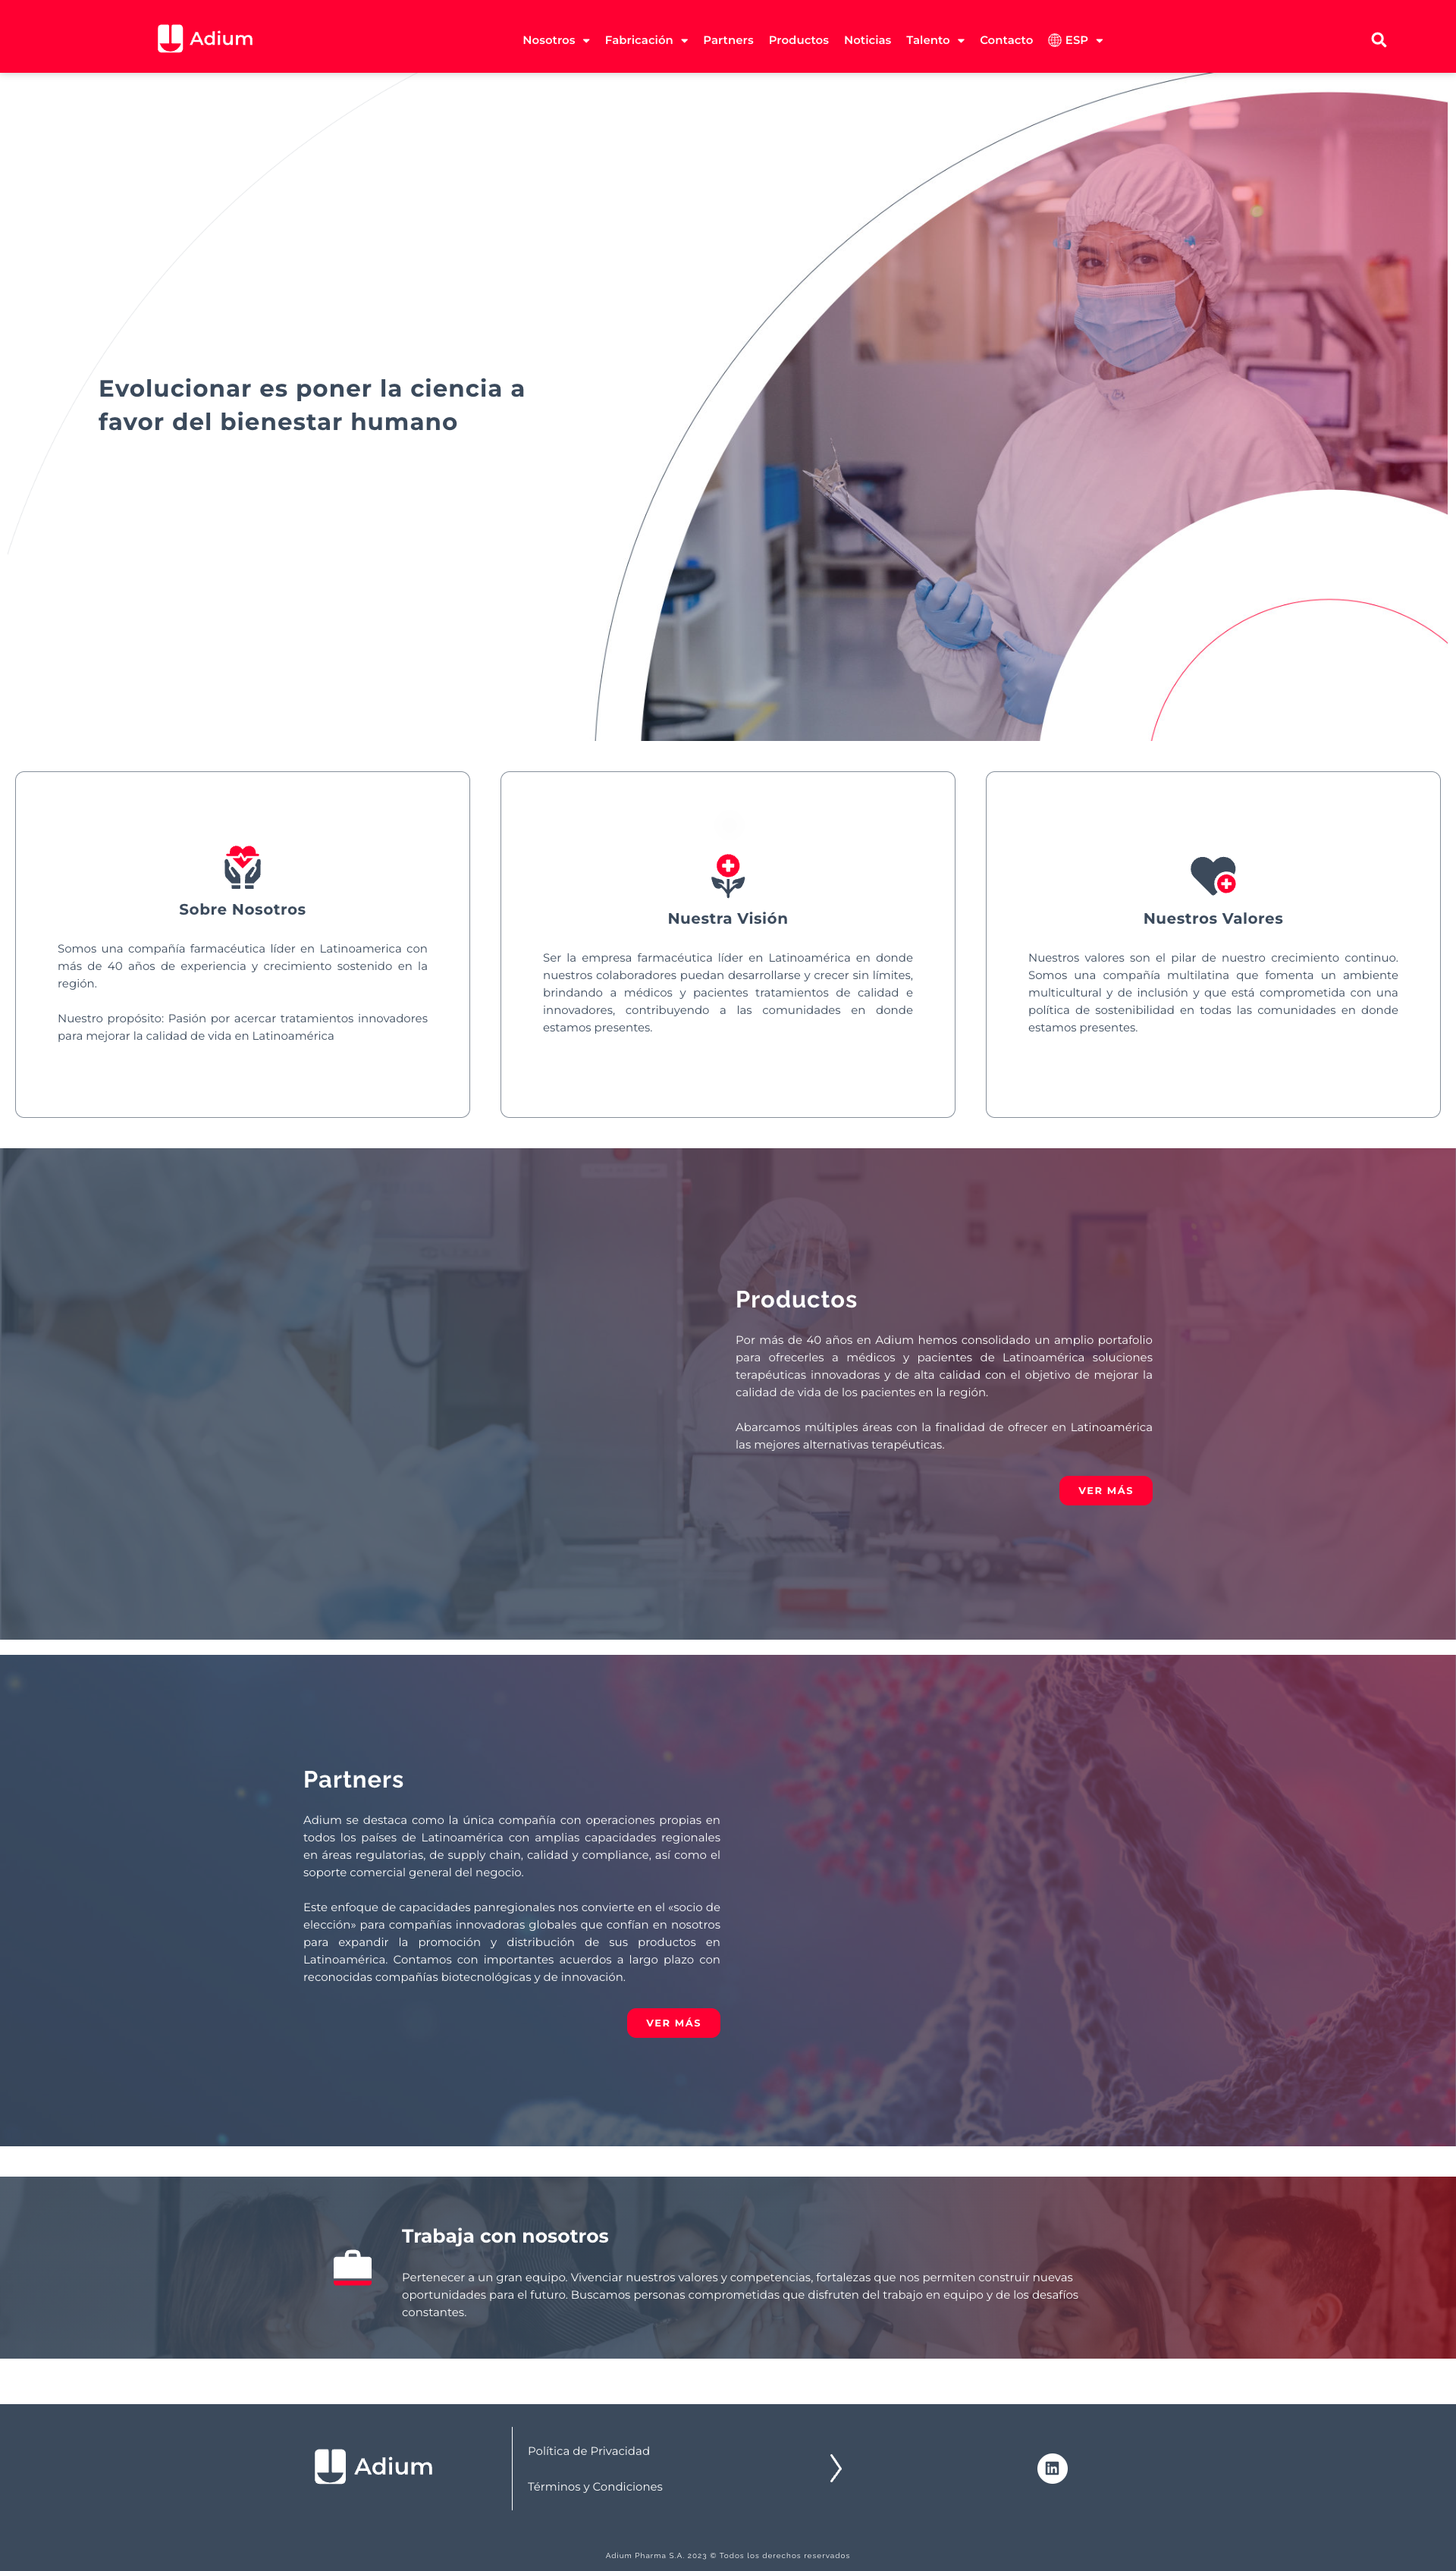 Adium
Nosotros
Fabricación
Partners
Productos
Noticias
Talento
Contacto
ESP
Evolucionar es poner la ciencia a
favor del bienestar humano
Sobre Nosotros
Somos una compañía farmacéutica líder en Latinoamerica con
más de 40 años de experiencia y crecimiento sostenido en la
región.
Nuestro propósito: Pasión por acercar tratamientos innovadores
para mejorar la calidad de vida en Latinoamérica
Nuestra Visión
Ser la empresa farmacéutica líder en Latinoamérica en donde
nuestros colaboradores puedan desarrollarse y crecer sin límites,
brindando a médicos y pacientes tratamientos de calidad e
innovadores, contribuyendo a las comunidades en donde
estamos presentes.
Nuestros Valores
Nuestros valores son el pilar de nuestro crecimiento continuo.
Somos una compañía multilatina que fomenta un ambiente
multicultural y de inclusión y que está comprometida con una
política de sostenibilidad en todas las comunidades en donde
estamos presentes.
Productos
Por más de 40 años en Adium hemos consolidado un amplio portafolio
para ofrecerles a médicos y pacientes de Latinoamérica soluciones
terapéuticas innovadoras y de alta calidad con el objetivo de mejorar la
calidad de vida de los pacientes en la región.
Abarcamos múltiples áreas con la finalidad de ofrecer en Latinoamérica
las mejores alternativas terapéuticas.
VER MÁS
Partners
Adium se destaca como la única compañía con operaciones propias en
todos los países de Latinoamérica con amplias capacidades regionales
en áreas regulatorias, de supply chain, calidad y compliance, así como el
soporte comercial general del negocio.
Este enfoque de capacidades panregionales nos convierte en el «socio de
elección» para compañías innovadoras globales que confían en nosotros
para expandir la promoción y distribución de sus productos en
Latinoamérica. Contamos con importantes acuerdos a largo plazo con
reconocidas compañías biotecnológicas y de innovación.
VER MÁS
Trabaja con nosotros
Pertenecer a un gran equipo. Vivenciar nuestros valores y competencias, fortalezas que nos permiten construir nuevas
oportunidades para el futuro. Buscamos personas comprometidas que disfruten del trabajo en equipo y de los desafíos
constantes.
Adium
Política de Privacidad
Términos y Condiciones
in
Adium Pharma S.A. 2023 © Todos los derechos reservados